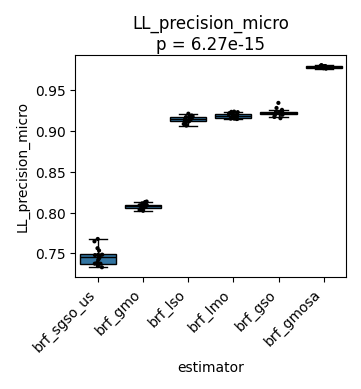 LL_precision_micro
p = 6.27e-15
LL_precision_micro
0.95
0.90
0.85
0.80
0.75
brf_sgso_us
brf_gmo
brf_lso
brf_lmo
brf_gso
brf_gmosa
estimator